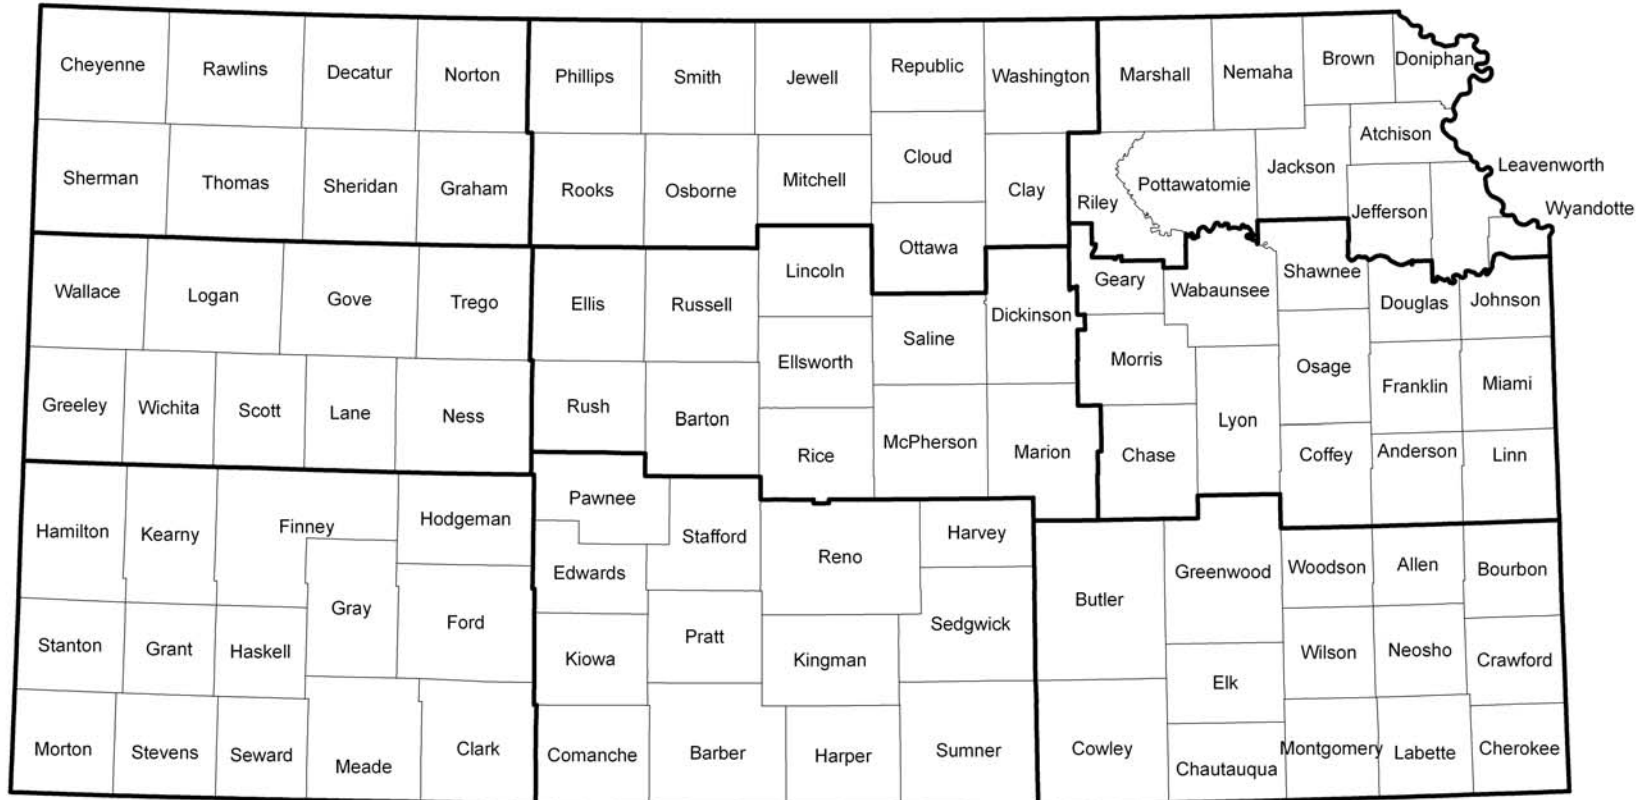 Cheyenne
Rawlins
Decatur
Norton
Phillips
Smith
Jewell
Republic
Washington
Marshall
Nemaha
Brown
Doniphan
Atchison
Sherman
Thomas
Sheridan
Graham
Rooks
Osborne
Mitchell
Cloud
Clay
Riley
Pottawatomie
Jackson
Jefferson
Leavenworth
Wyandotte
Ottawa
Wallace
Logan
Gove
Trego
Ellis
Russell
Lincoln
Saline
Dickinson
Geary
Wabaunsee
Shawnee
Douglas
Johnson
Ellsworth
Morris
Osage
Franklin
Miami
Greeley
Wichita
Scott
Lane
Ness
Rush
Barton
Rice
McPherson
Marion
Chase
Lyon
Coffey
Anderson
Linn
Hamilton
Kearny
Finney
Hodgeman
Pawnee
Stafford
Reno
Harvey
Edwards
Gray
Ford
Butler
Greenwood
Woodson
Allen
Bourbon
Stanton
Grant
Haskell
Kiowa
Pratt
Kingman
Sedgwick
Elk
Wilson
Neosho
Crawford
Morton
Stevens
Seward
Meade
Clark
Comanche
Barber
Harper
Sumner
Cowley
Chautauqua
Montgomery
Labette
Cherokee